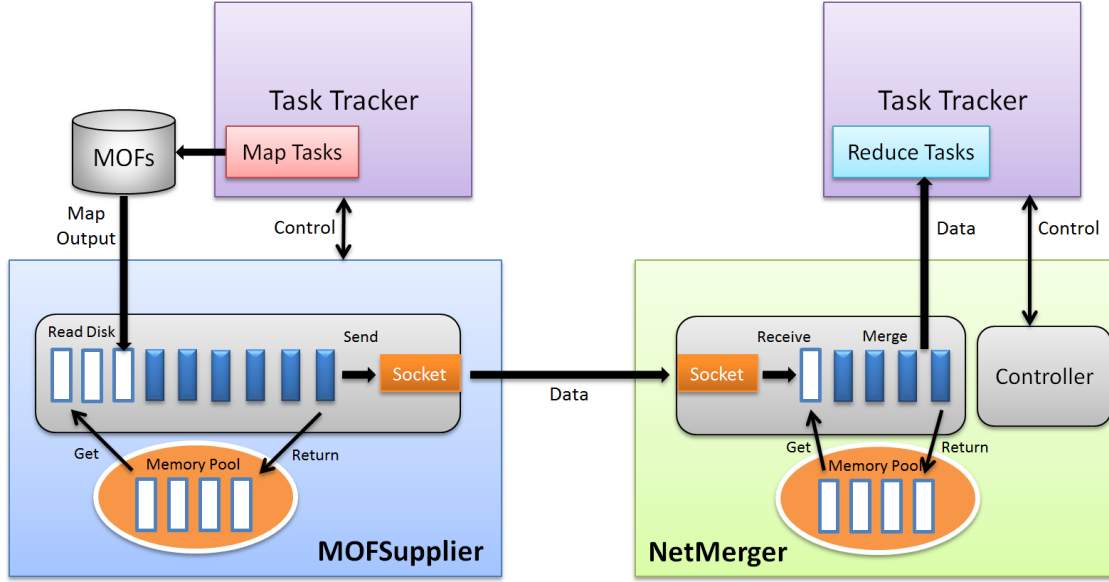 Task Tracker
Map Tasks
MOFs
Map
Output
Control
Read Disk
Send
Socket
Get
Return
Memory Pool
MOFSupplier
Data
Task Tracker
Reduce Tasks
Data
Control
Receive
Merge
Socket
Controller
Get
Return
Memory Pool
NetMerger